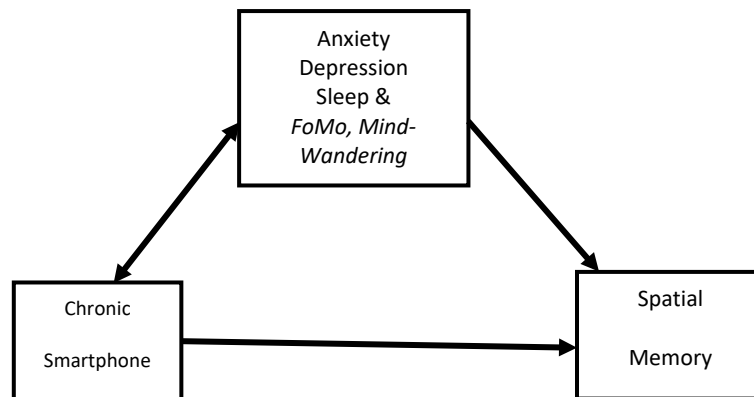 Anxiety
Depression
Sleep &
FoMo, Mind-
Wandering
Chronic
Smartphone
Spatial
Memory